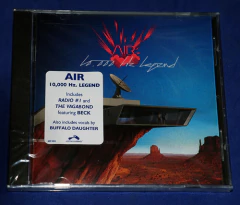 AIR
10 000 Hz Legend
AIR
10,000 Hz. LEGEND
Includes
RADIO #1 and
THE VAGABOND
featuring BECK
Also includes vocals by
BUFFALO DAUGHTER